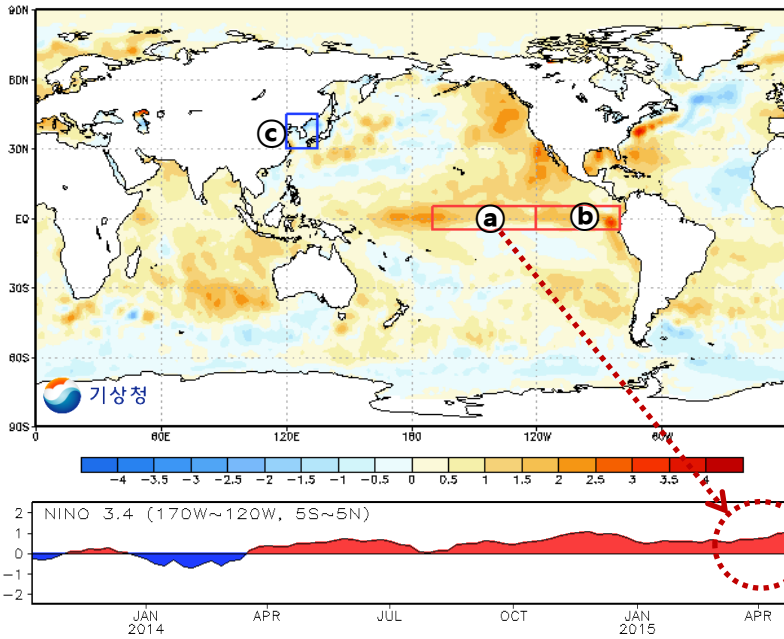 90N
60N
30N
EQ
30S
60S
90S
ⓒ
ⓐ
ⓑ
기상청
0 60E 120E 180 120W 60W
-4 -3.5 -3 -2.5 -2 -1.5 -1 -0.5 0 0.5 1 1.5 2 2.5 3 3.5 4
NINO 3.4 (170W~120W, 5S~5N)
2
1
0
-1
-2
JAN APR JUL OCT JAN APR
2014 2015